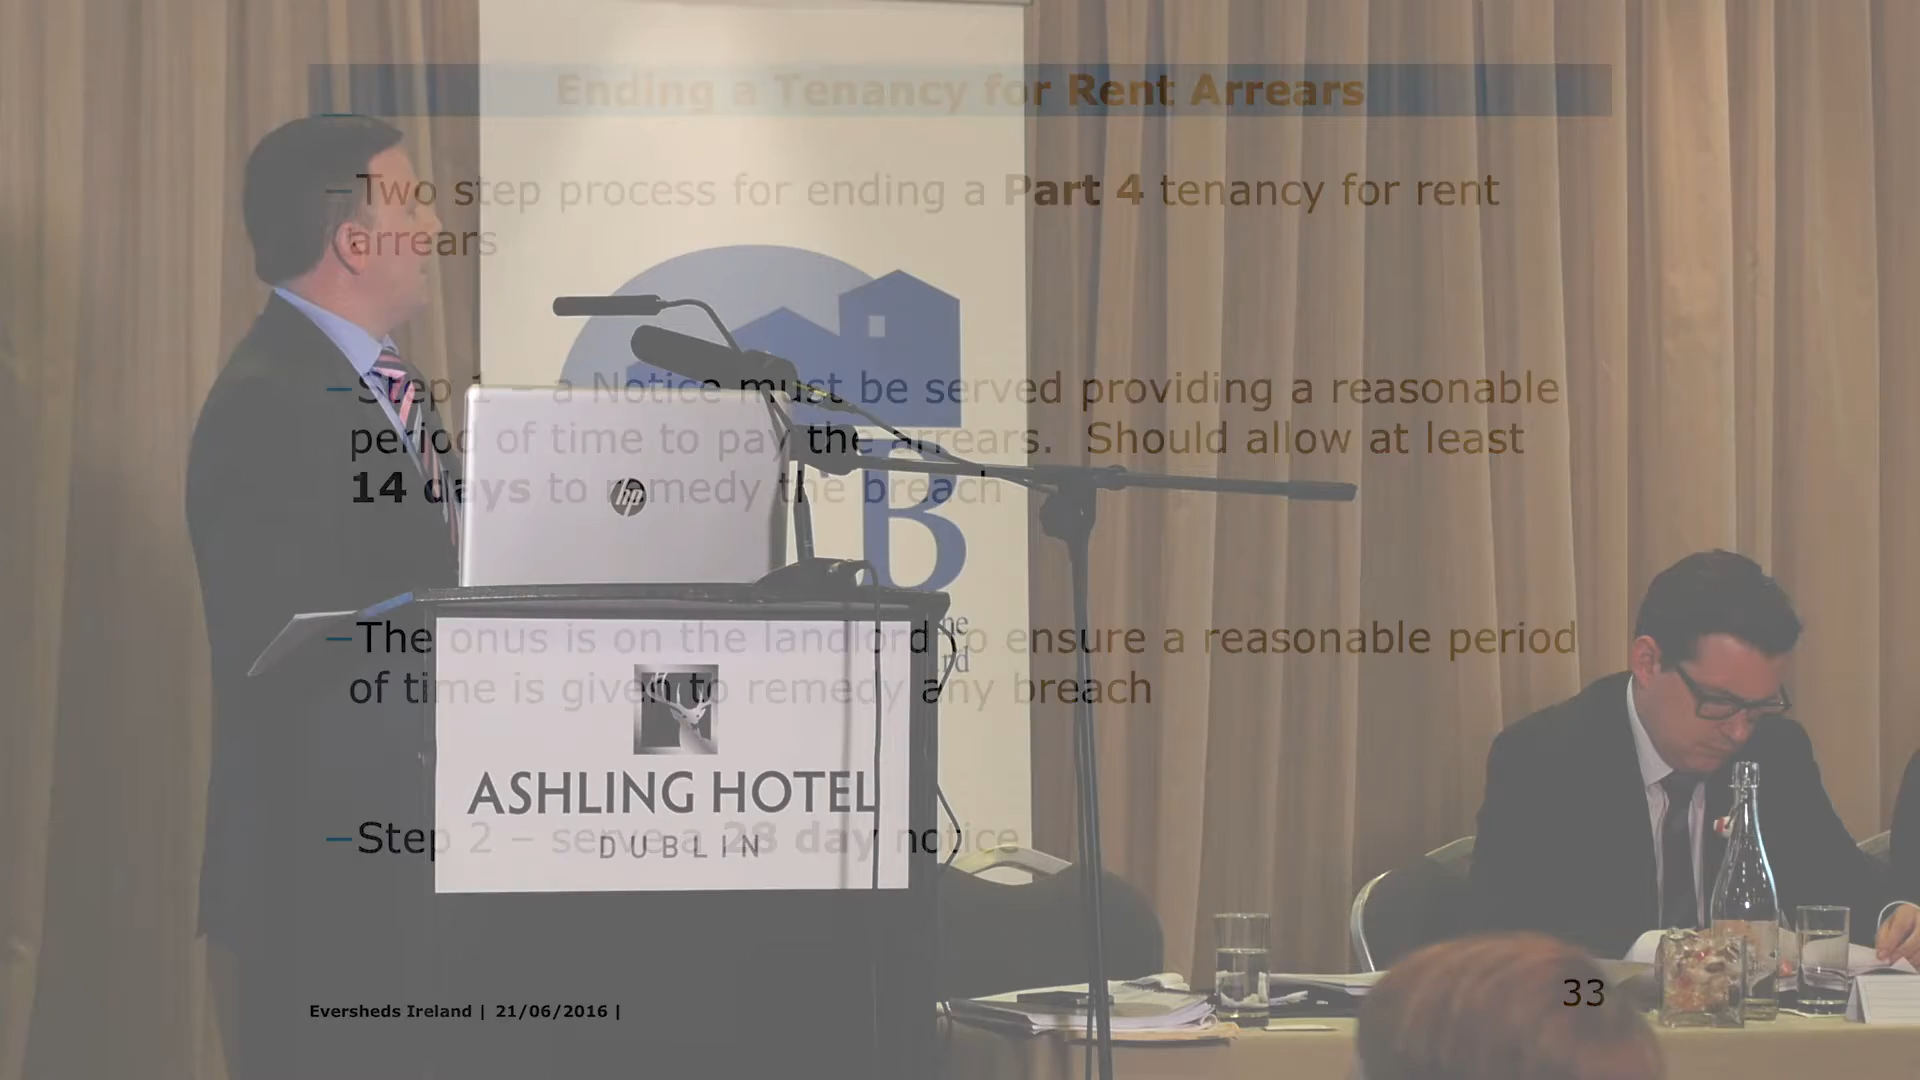 Ending a Tenancy for Rent Arrears
–Two step process for ending a Part 4 tenancy for rent
arrears
–Step 1 – a Notice must be served providing a reasonable
period of time to pay the arrears. Should allow at least
14 days to remedy the breach
hp
B
–The onus is on the landlord to ensure a reasonable period
of time is given to remedy any breach
ASHLING HOTEL
DUBLIN
–Step 2 – serve a 28 day notice
33
Eversheds Ireland | 21/06/2016 |